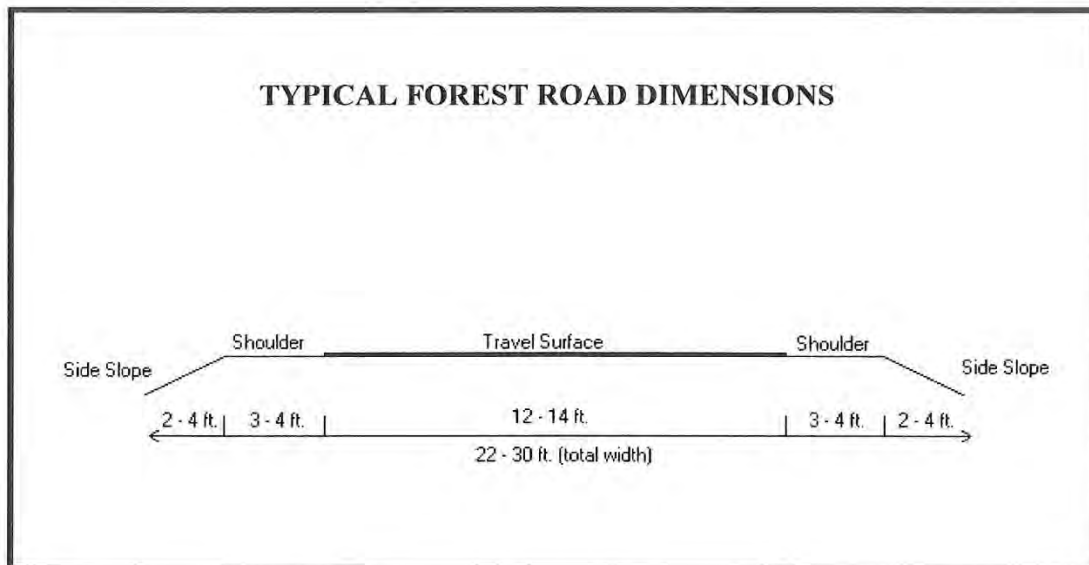 TYPICAL FOREST ROAD DIMENSIONS
Shoulder
Travel Surface
Shoulder
Side Slope
Side Slope
2 - 4 ft.
3 - 4 ft.
12 - 14 ft.
3 - 4 ft.
2 - 4 ft.
22 - 30 ft. (total width)